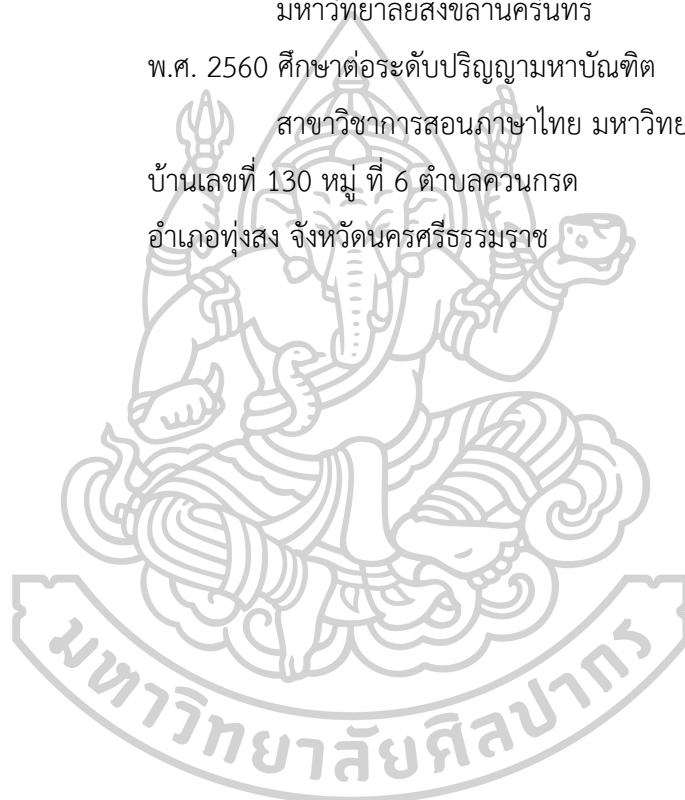 มหาวิทยาลัยสงขลานครินทร์
พ.ศ. 2560 ศึกษาต่อระดับปริญญามหาบัณฑิต
สาขาวิชาการสอนภาษาไทย
บ้านเลขที่ 130 หมู่ ที่ 6 ตำบลควนกรด
อำเภอทุ่งสง จังหวัดนครศรีธรรมราช
มหาวิทยาลัยศิลปากร